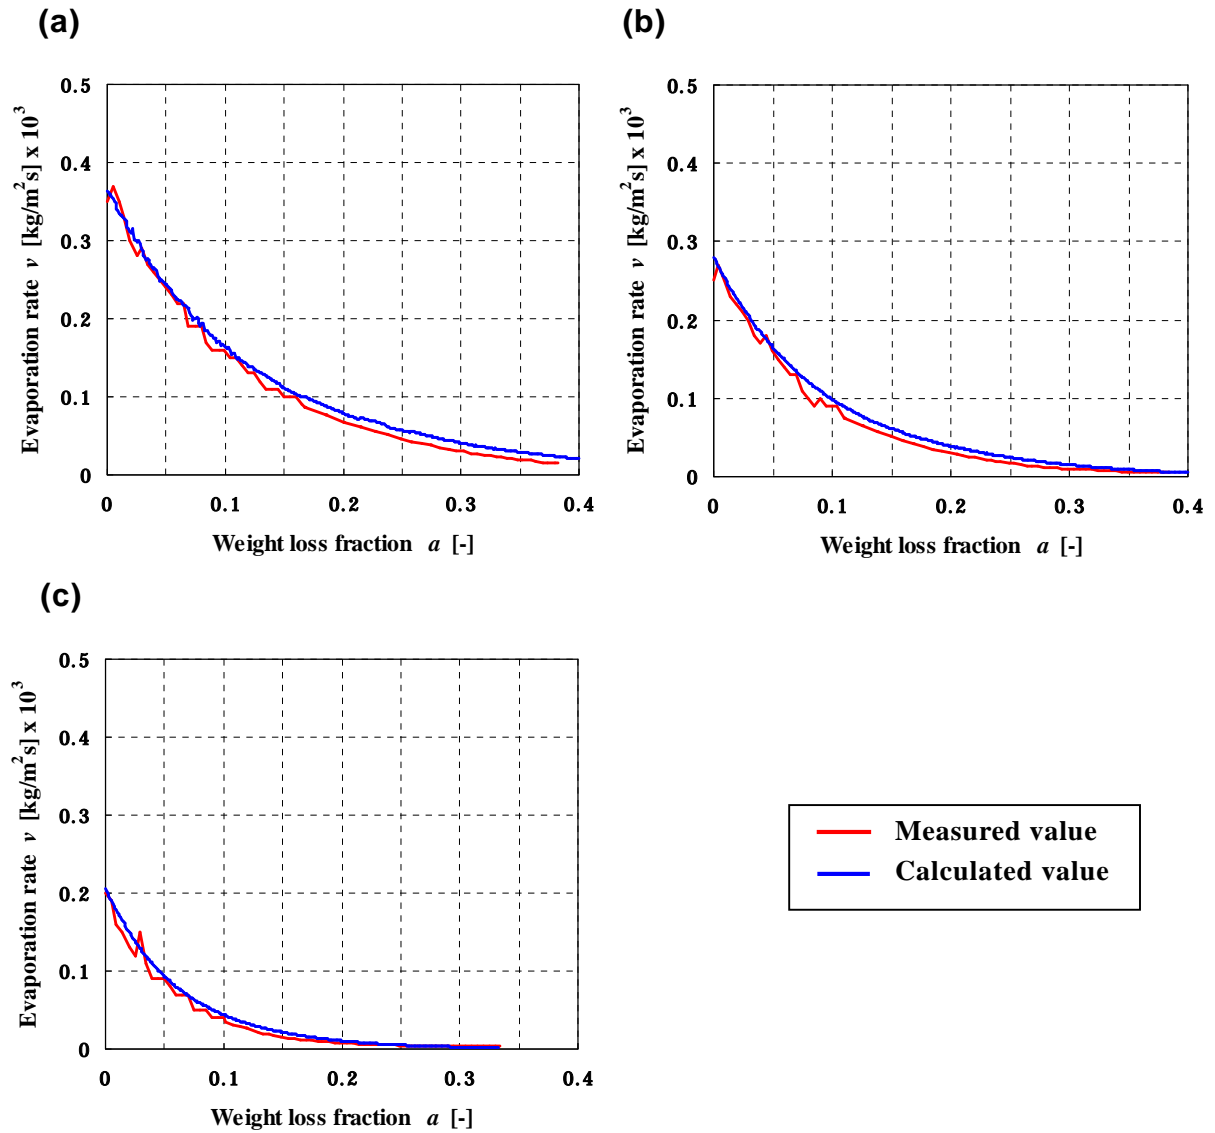 (a)
0.5
0.4
0.3
0.2
0.1
0
Evaporation rate v [kg/m²s] x 10³
0 0.1 0.2 0.3 0.4
Weight loss fraction a [-]
(b)
0.5
0.4
0.3
0.2
0.1
0
Evaporation rate v [kg/m²s] x 10³
0 0.1 0.2 0.3 0.4
Weight loss fraction a [-]
(c)
0.5
0.4
0.3
0.2
0.1
0
Evaporation rate v [kg/m²s] x 10³
0 0.1 0.2 0.3 0.4
Weight loss fraction a [-]
Measured value
Calculated value